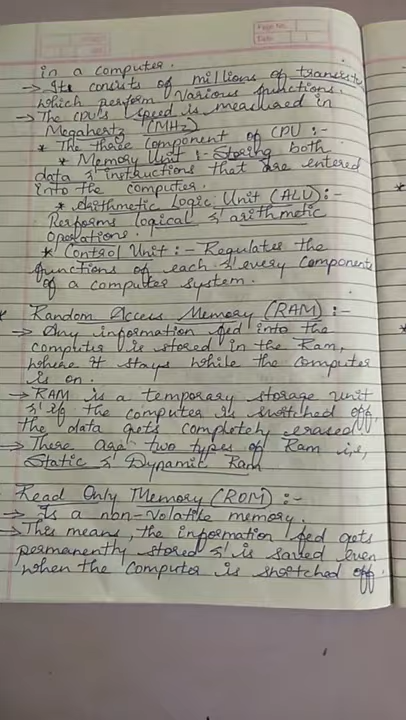 Page No.
Date
in a computer.
→ Its consists of millions of transist
which perform various functions.
→ The CPU's speed is measured in
Megahertz (MHz)
* The three component of CPU :-
* Memory Unit :- Storing both
data & instructions that are entered
into the computer.
* Arithmetic Logic Unit (ALU) :-
Performs logical & arithmetic
Operations.
* Control Unit :- Regulates the
functions of each & every Components
of a computer system.
* Random Access Memory (RAM) :-
→ Any information fed into the
computer is stored in the Ram,
where it stays while the computer
is on.
→ RAM is a temporary storage unit
& if the computer is switched off
the data gets completely erased.
→ There are two types of Ram i,e,
Static & Dynamic Ram
Read Only Memory (ROM) :-
→ Is a non-Volatile memory.
→ This means, the information fed gets
permanently stored & is saved even
when the computer is switched off.